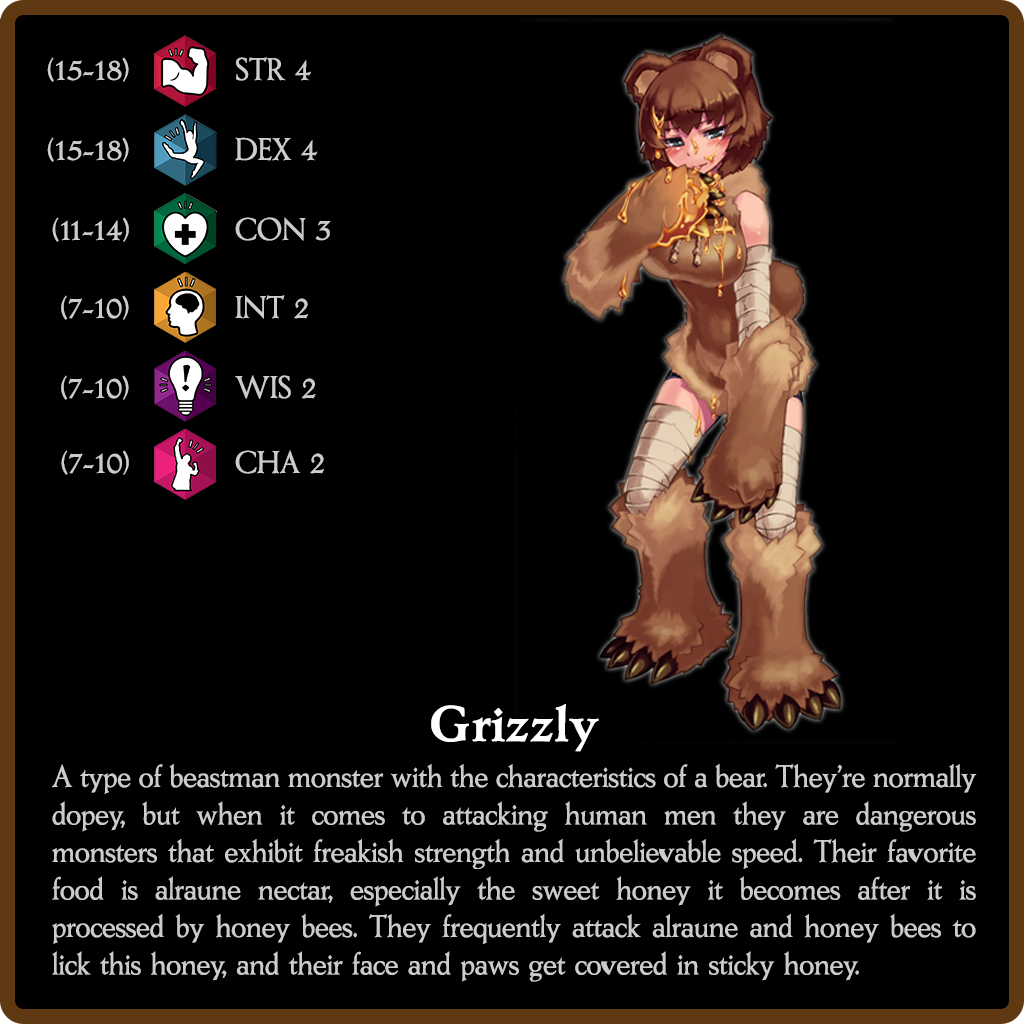 (15-18) STR 4
(15-18) DEX 4
(11-14) CON 3
(7-10) INT 2
(7-10) WIS 2
(7-10) CHA 2
Grizzly
A type of beastman monster with the characteristics of a bear. They're normally
dopey, but when it comes to attacking human men they are dangerous
monsters that exhibit freakish strength and unbelievable speed. Their favorite
food is alraune nectar, especially the sweet honey it becomes after it is
processed by honey bees. They frequently attack alraune and honey bees to
lick this honey, and their face and paws get covered in sticky honey.